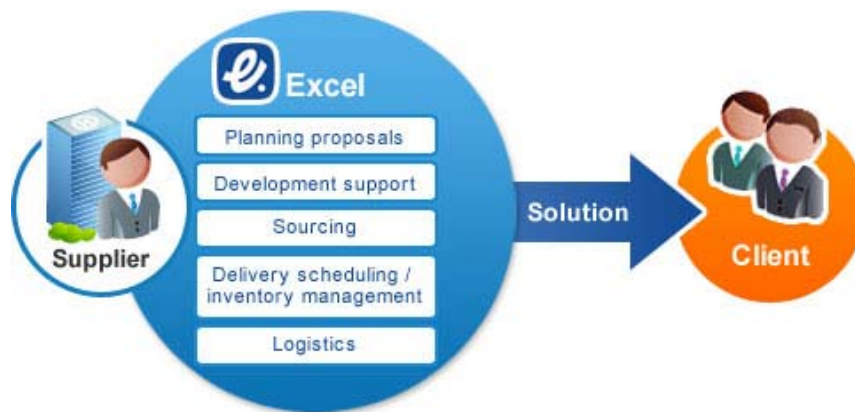 e.
Excel
Planning proposals
Development support
Sourcing
Delivery scheduling /
inventory management
Logistics
Supplier
Solution
Client